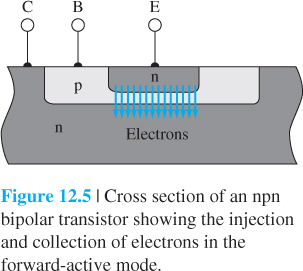 C B E
n
p
n
Electrons
Figure 12.5 | Cross section of an npn
bipolar transistor showing the injection
and collection of electrons in the
forward-active mode.